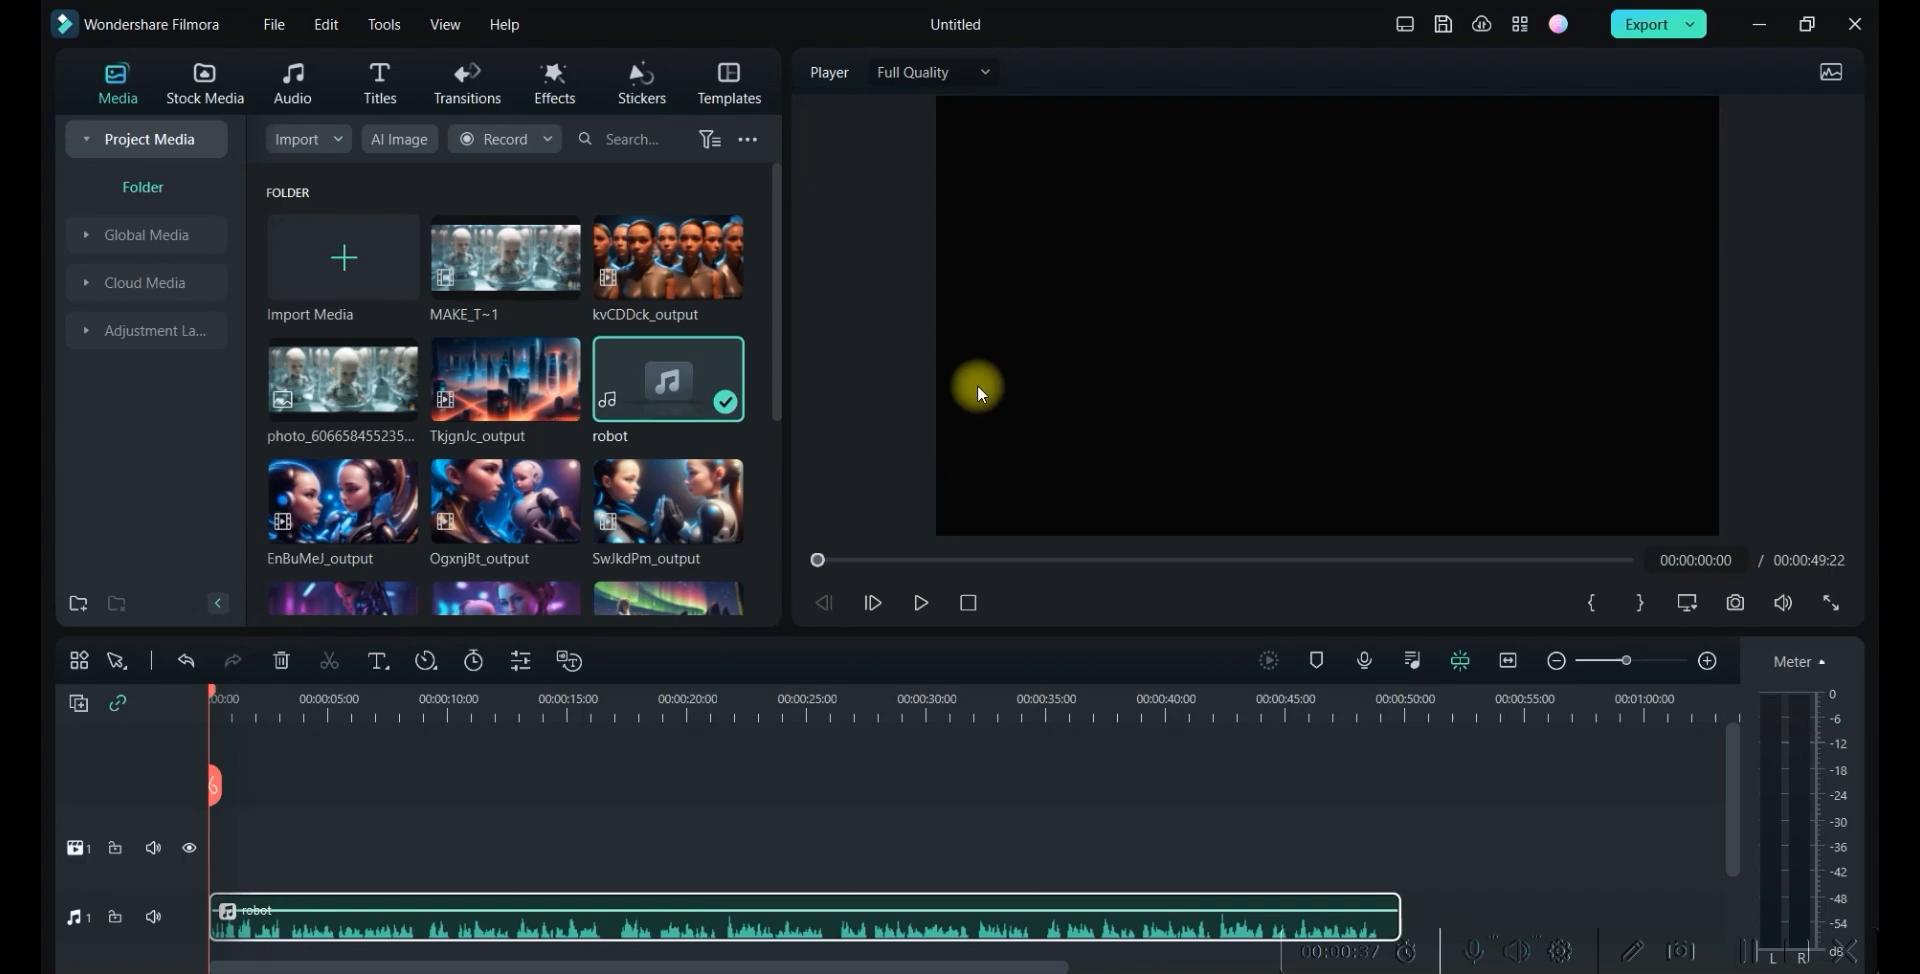 Wondershare Filmora File Edit Tools View Help Untitled Export
Media Stock Media Audio Titles Transitions Effects Stickers Templates
Player Full Quality
Project Media
Import AI Image Record Search...
Folder
Global Media
Cloud Media
Adjustment La...
FOLDER
Import Media MAKE_T~1 kvCDDck_output
photo_606658455235... TkjgnJc_output robot
EnBuMeJ_output OgxnjBt_output SwJkdPm_output
00:00:00:00 / 00:00:49:22
Meter
:00:00 00:00:05:00 00:00:10:00 00:00:15:00 00:00:20:00 00:00:25:00 00:00:30:00 00:00:35:00 00:00:40:00 00:00:45:00 00:00:50:00 00:00:55:00 00:01:00:00
0
-6
-12
-18
-24
-30
-36
-42
-48
-54
dB
1
1
robot
00:00:37
L R